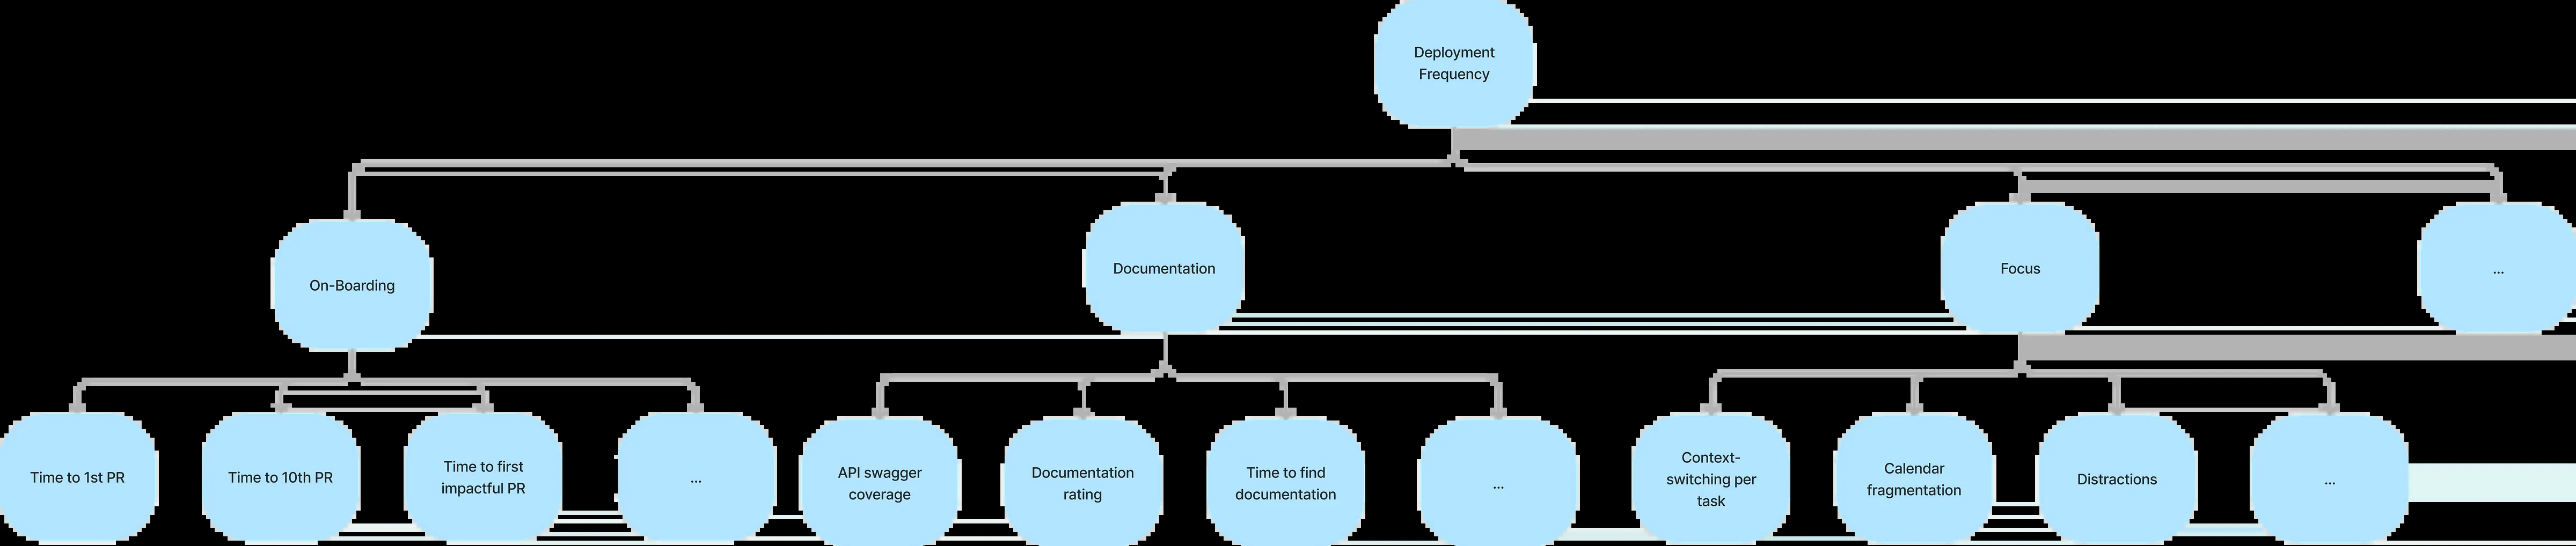 Deployment
Frequency
On-Boarding
Documentation
Focus
...
Time to 1st PR
Time to 10th PR
Time to first
impactful PR
...
API swagger
coverage
Documentation
rating
Time to find
documentation
...
Context-
switching per
task
Calendar
fragmentation
Distractions
...